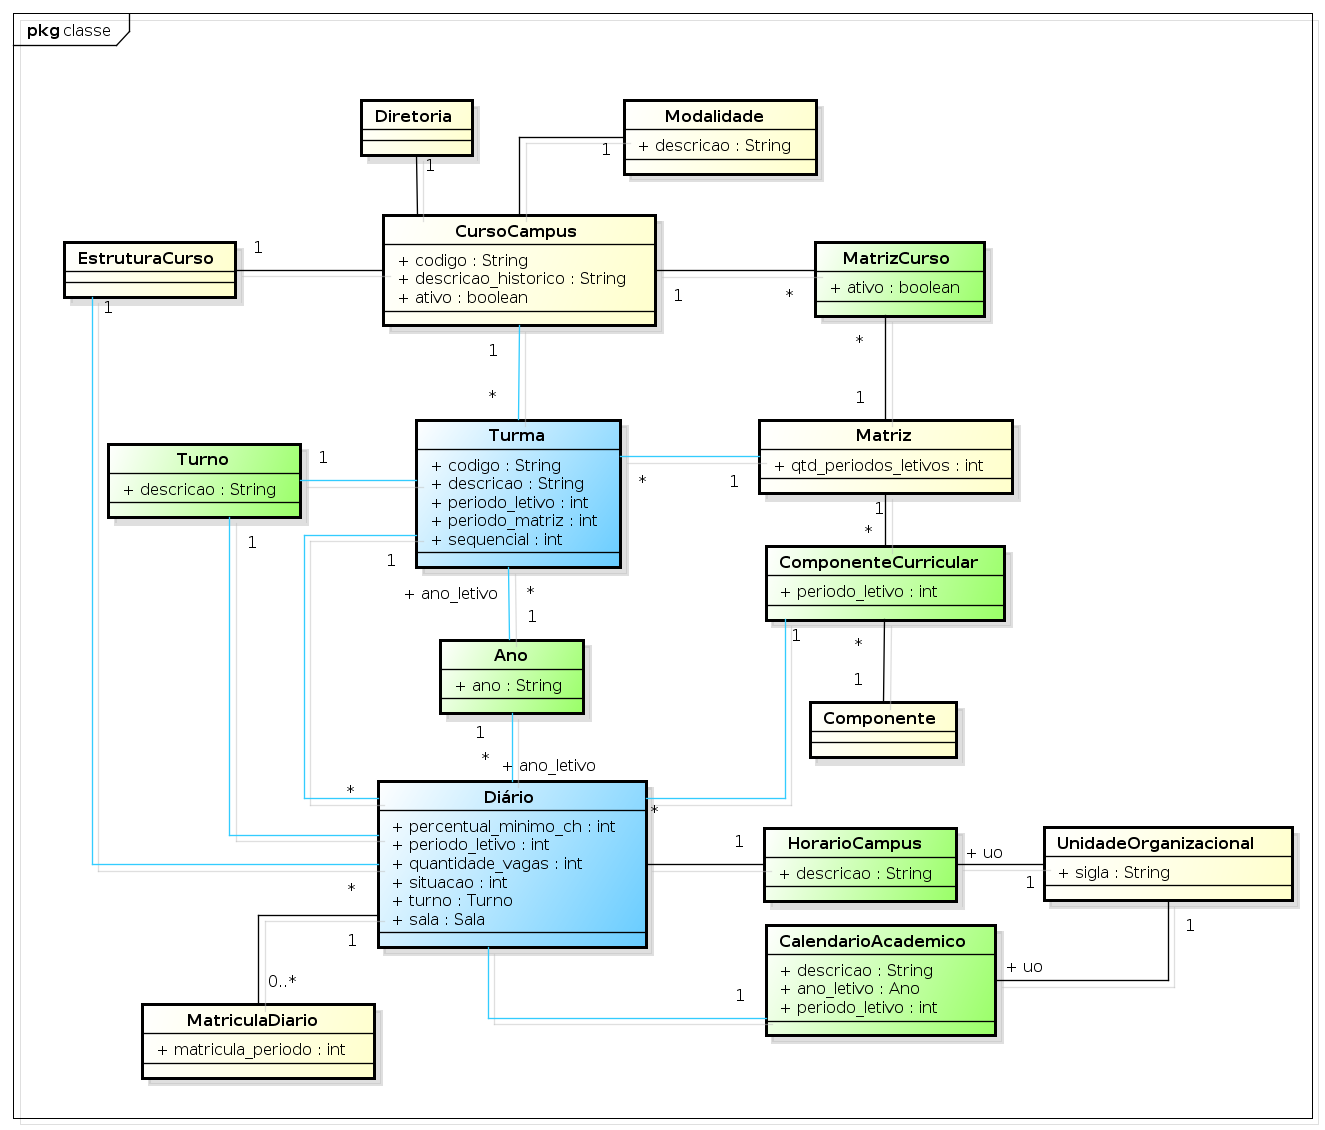 pkg classe
Diretoria
1
Modalidade
+ descricao : String
1
EstruturaCurso
1
1
CursoCampus
+ codigo : String
+ descricao_historico : String
+ ativo : boolean
1
*
MatrizCurso
+ ativo : boolean
*
1
1
*
Turno
+ descricao : String
1
1
Turma
+ codigo : String
+ descricao : String
+ periodo_letivo : int
+ periodo_matriz : int
+ sequencial : int
*
1
Matriz
+ qtd_periodos_letivos : int
1
*
1
+ ano_letivo
*
1
ComponenteCurricular
+ periodo_letivo : int
1
*
1
Ano
+ ano : String
1
*
+ ano_letivo
Componente
*
*
Diário
+ percentual_minimo_ch : int
+ periodo_letivo : int
+ quantidade_vagas : int
+ situacao : int
+ turno : Turno
+ sala : Sala
*
1
1
HorarioCampus
+ descricao : String
+ uo
1
UnidadeOrganizacional
+ sigla : String
1
CalendarioAcademico
+ descricao : String
+ ano_letivo : Ano
+ periodo_letivo : int
+ uo
1
0..*
MatriculaDiario
+ matricula_periodo : int